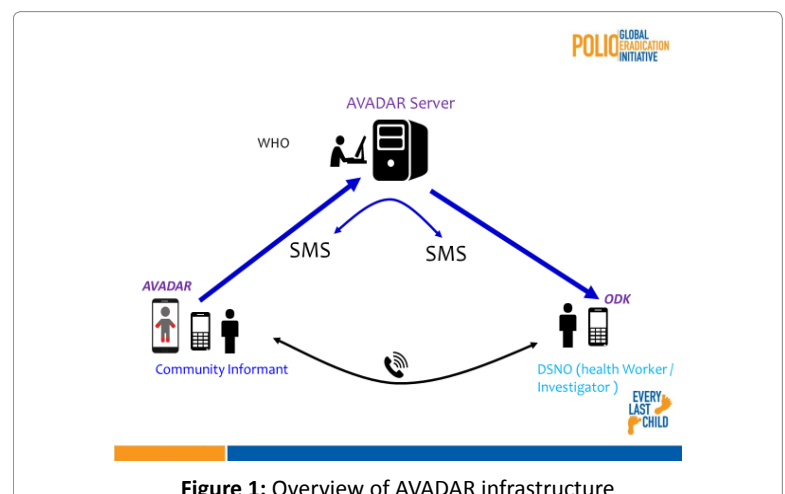 POLIO GLOBAL
ERADICATION
INITIATIVE
AVADAR Server
WHO
SMS
SMS
AVADAR
ODK
Community Informant
DSNO (health Worker /
Investigator )
EVERY
LAST
CHILD
Figure 1: Overview of AVADAR infrastructure